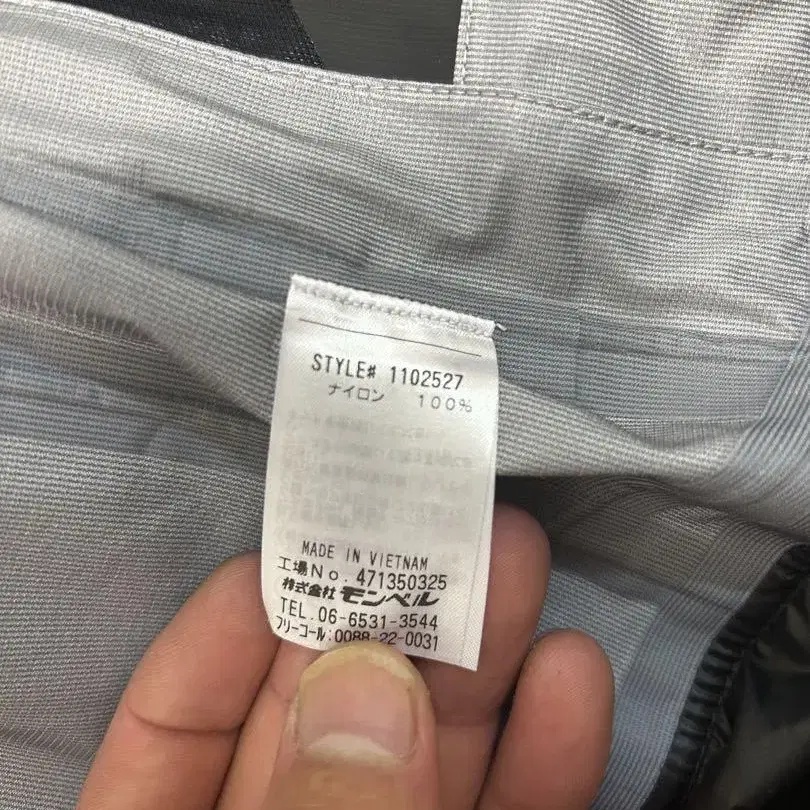 STYLE# 1102527
ナイロン 100%
MADE IN VIETNAM
工場No. 471350325
株式会社 モンベル
TEL. 06-6531-3544
フリーコール:0088-22-0031